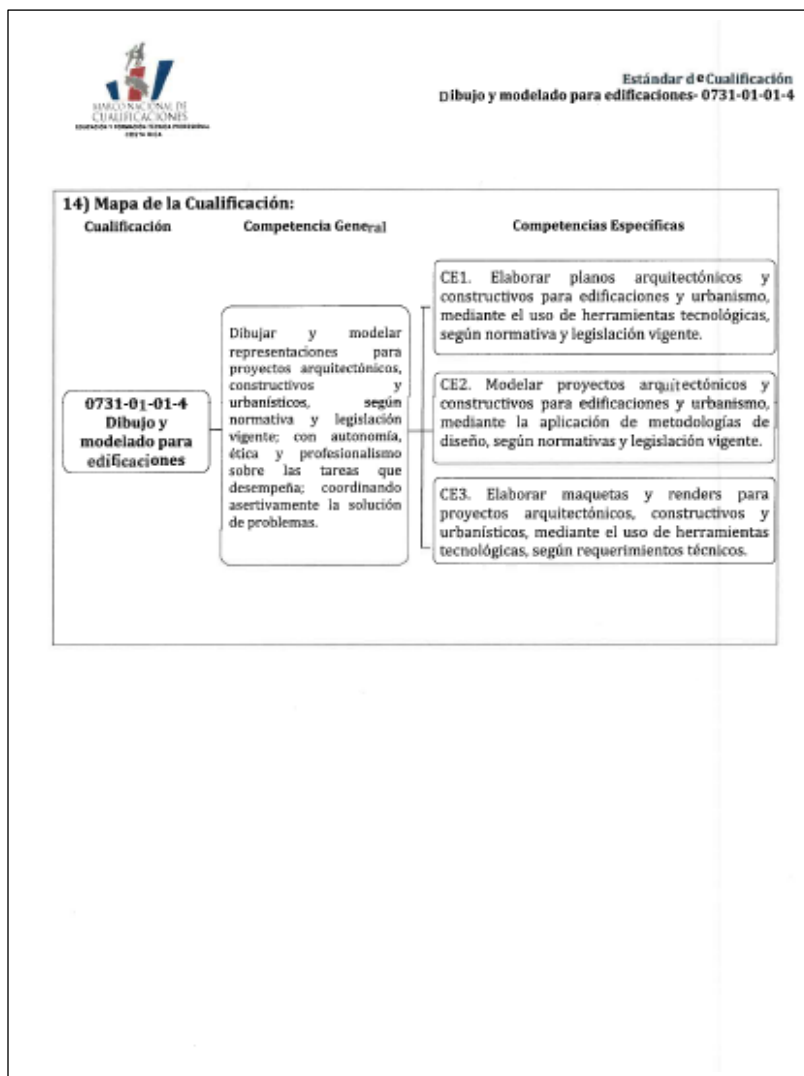 MARCO NACIONAL DE
CUALIFICACIONES
EDUCACIÓN Y FORMACIÓN TÉCNICA PROFESIONAL
COSTA RICA
Estándar de Cualificación
Dibujo y modelado para edificaciones- 0731-01-01-4
14) Mapa de la Cualificación:
Cualificación
Competencia General
Competencias Específicas
0731-01-01-4
Dibujo y
modelado para
edificaciones
Dibujar y modelar
representaciones para
proyectos arquitectónicos,
constructivos y
urbanísticos, según
normativa y legislación
vigente; con autonomía,
ética y profesionalismo
sobre las tareas que
desempeña; coordinando
asertivamente la solución
de problemas.
CE1. Elaborar planos arquitectónicos y
constructivos para edificaciones y urbanismo,
mediante el uso de herramientas tecnológicas,
según normativa y legislación vigente.
CE2. Modelar proyectos arquitectónicos y
constructivos para edificaciones y urbanismo,
mediante la aplicación de metodologías de
diseño, según normativas y legislación vigente.
CE3. Elaborar maquetas y renders para
proyectos arquitectónicos, constructivos y
urbanísticos, mediante el uso de herramientas
tecnológicas, según requerimientos técnicos.